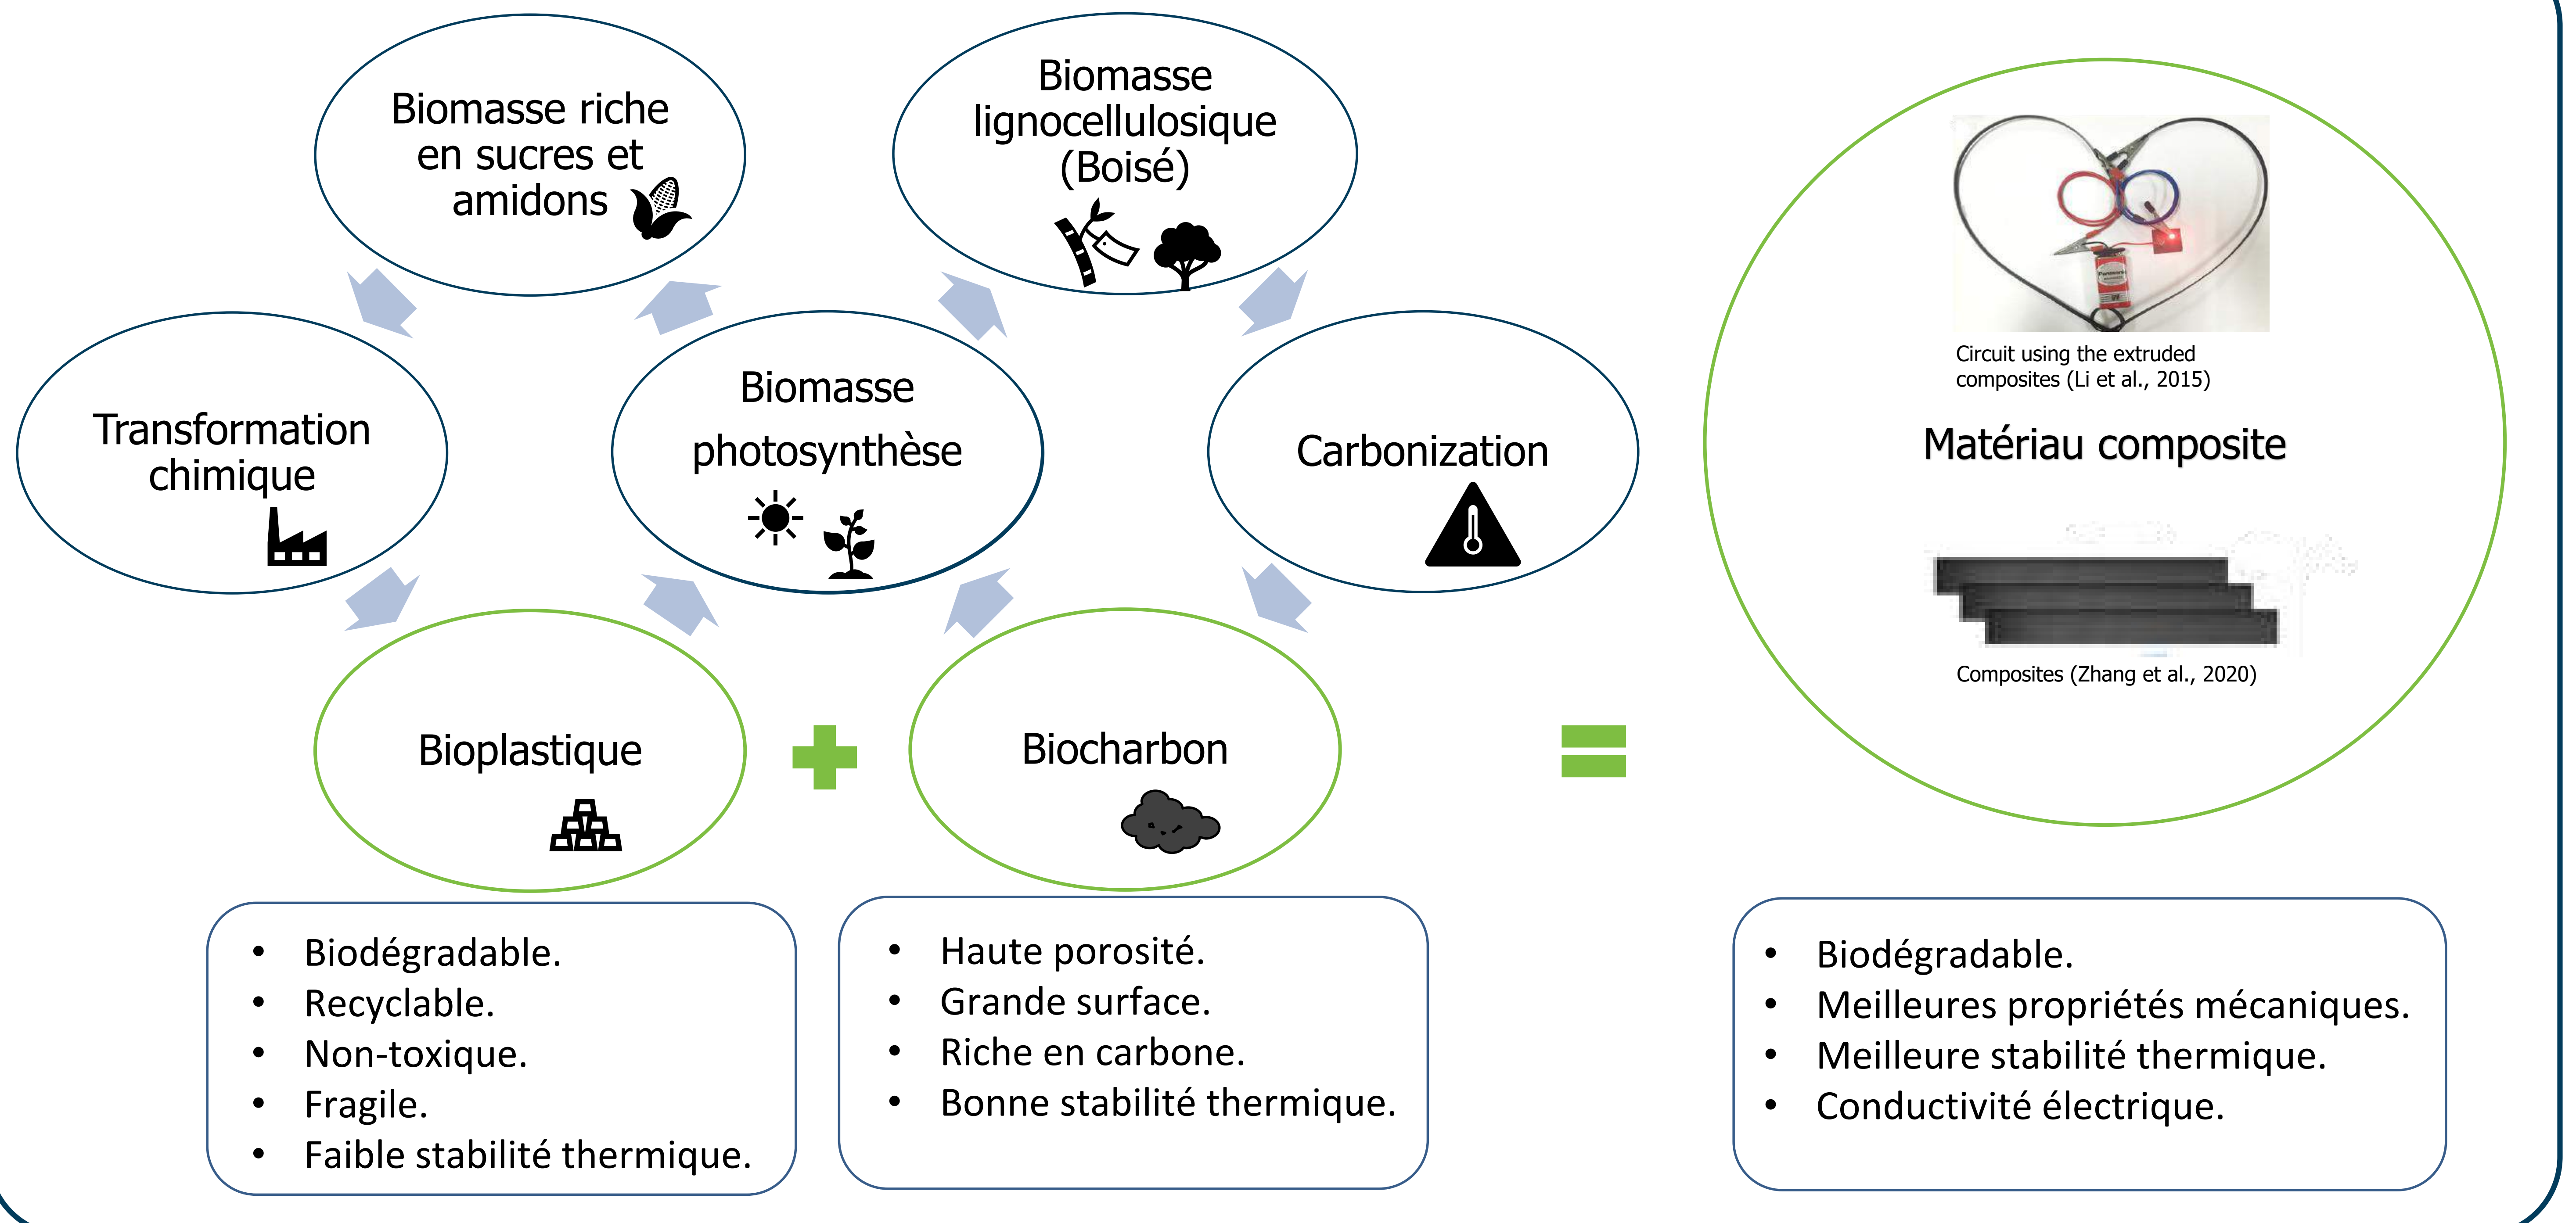 Biomasse riche
en sucres et
amidons
Biomasse
lignocellulosique
(Boisé)
Transformation
chimique
Biomasse
photosynthèse
Carbonization
Bioplastique
Biocharbon
Circuit using the extruded
composites (Li et al., 2015)
Matériau composite
Composites (Zhang et al., 2020)
• Biodégradable.
• Recyclable.
• Non-toxique.
• Fragile.
• Faible stabilité thermique.
• Haute porosité.
• Grande surface.
• Riche en carbone.
• Bonne stabilité thermique.
• Biodégradable.
• Meilleures propriétés mécaniques.
• Meilleure stabilité thermique.
• Conductivité électrique.